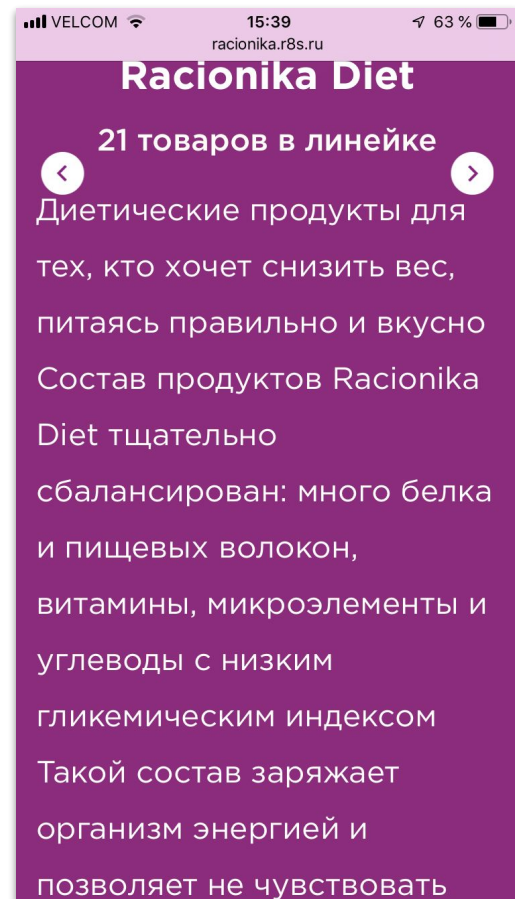 VELCOM 15:39 63 %
racionika.r8s.ru
Racionika Diet
21 товаров в линейке
Диетические продукты для
тех, кто хочет снизить вес,
питаясь правильно и вкусно
Состав продуктов Racionika
Diet тщательно
сбалансирован: много белка
и пищевых волокон,
витамины, микроэлементы и
углеводы с низким
гликемическим индексом
Такой состав заряжает
организм энергией и
позволяет не чувствовать